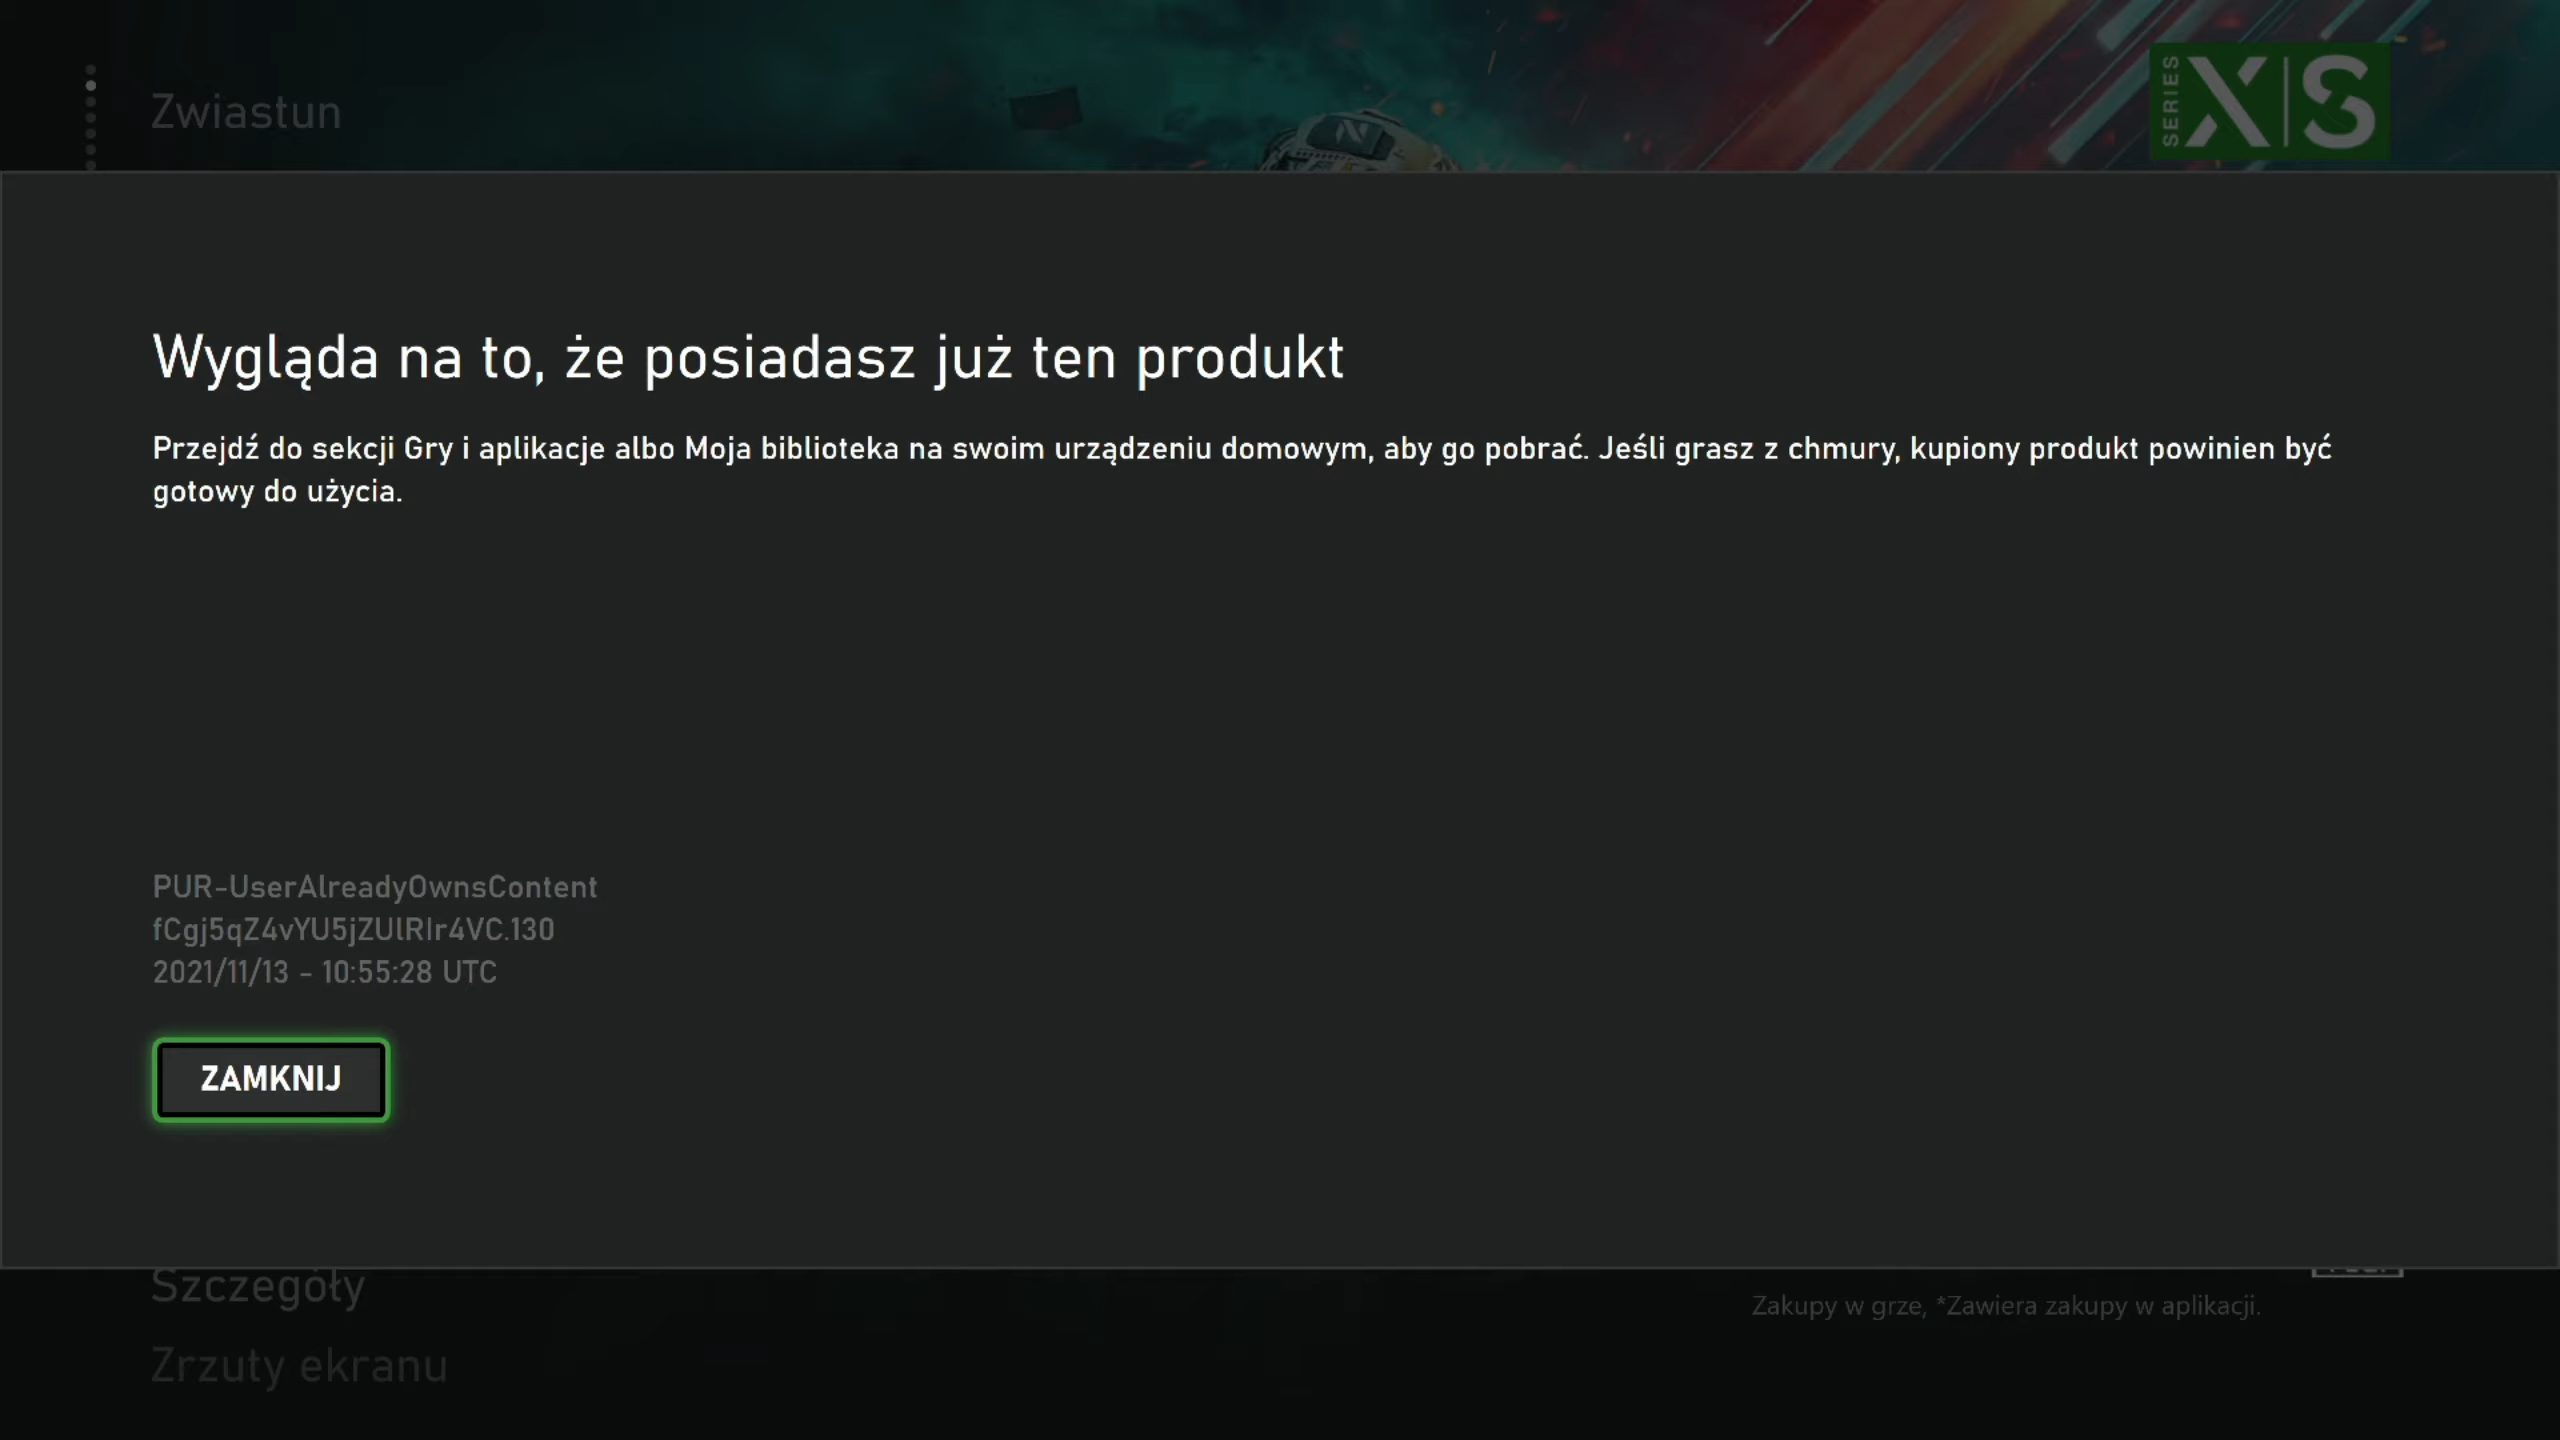 Zwiastun
SERIES X|S
Wygląda na to, że posiadasz już ten produkt
Przejdź do sekcji Gry i aplikacje albo Moja biblioteka na swoim urządzeniu domowym, aby go pobrać. Jeśli grasz z chmury, kupiony produkt powinien być
gotowy do użycia.
PUR-UserAlreadyOwnsContent
fCgj5qZ4vYU5jZUlRIr4VC.130
2021/11/13 - 10:55:28 UTC
ZAMKNIJ
Szczegóły
Zakupy w grze, *Zawiera zakupy w aplikacji.
Zrzuty ekranu